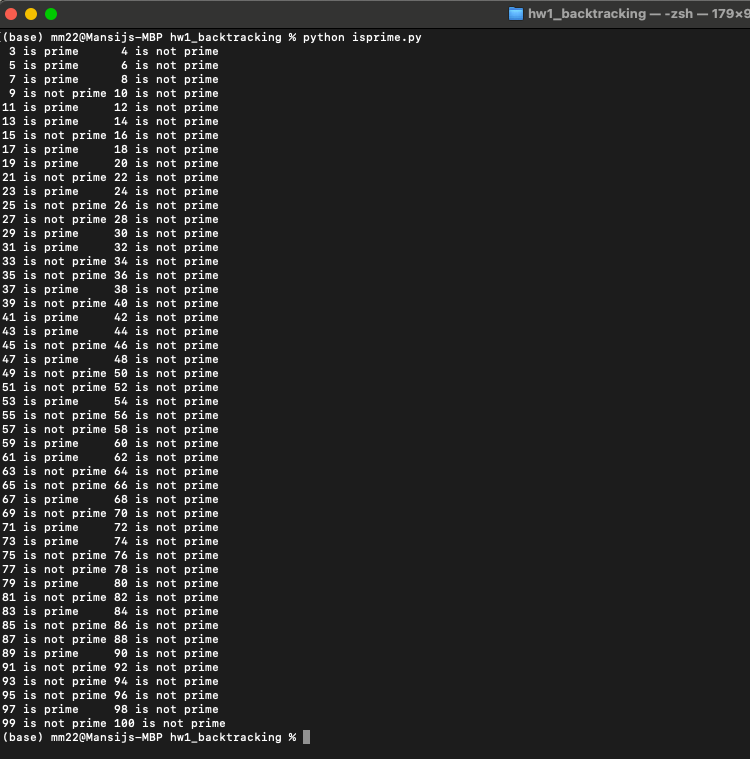 hw1_backtracking — -zsh — 179×9
(base) mm22@Mansijs-MBP hw1_backtracking % python isprime.py
3 is prime      4 is not prime
5 is prime      6 is not prime
7 is prime      8 is not prime
9 is not prime 10 is not prime
11 is prime     12 is not prime
13 is prime     14 is not prime
15 is not prime 16 is not prime
17 is prime     18 is not prime
19 is prime     20 is not prime
21 is not prime 22 is not prime
23 is prime     24 is not prime
25 is not prime 26 is not prime
27 is not prime 28 is not prime
29 is prime     30 is not prime
31 is prime     32 is not prime
33 is not prime 34 is not prime
35 is not prime 36 is not prime
37 is prime     38 is not prime
39 is not prime 40 is not prime
41 is prime     42 is not prime
43 is prime     44 is not prime
45 is not prime 46 is not prime
47 is prime     48 is not prime
49 is not prime 50 is not prime
51 is not prime 52 is not prime
53 is prime     54 is not prime
55 is not prime 56 is not prime
57 is not prime 58 is not prime
59 is prime     60 is not prime
61 is prime     62 is not prime
63 is not prime 64 is not prime
65 is not prime 66 is not prime
67 is prime     68 is not prime
69 is not prime 70 is not prime
71 is prime     72 is not prime
73 is prime     74 is not prime
75 is not prime 76 is not prime
77 is not prime 78 is not prime
79 is prime     80 is not prime
81 is not prime 82 is not prime
83 is prime     84 is not prime
85 is not prime 86 is not prime
87 is not prime 88 is not prime
89 is prime     90 is not prime
91 is not prime 92 is not prime
93 is not prime 94 is not prime
95 is not prime 96 is not prime
97 is prime     98 is not prime
99 is not prime 100 is not prime
(base) mm22@Mansijs-MBP hw1_backtracking %